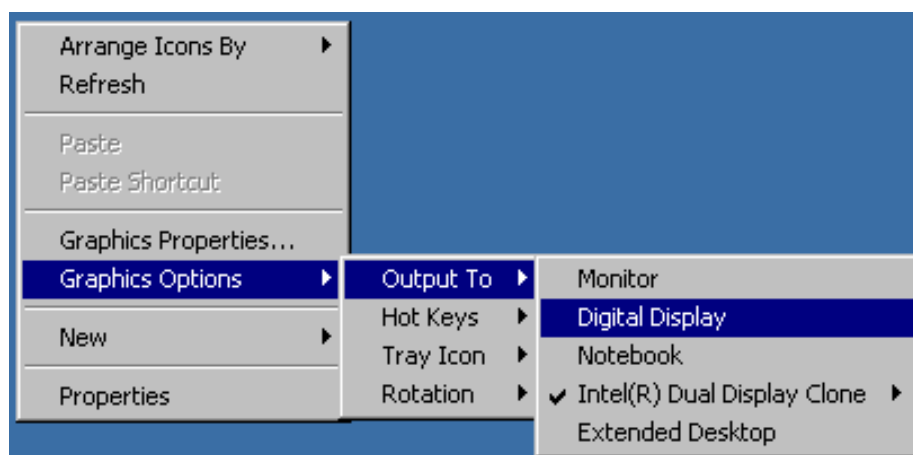 Arrange Icons By
Refresh
Paste
Paste Shortcut
Graphics Properties...
Graphics Options
New
Properties
Output To
Hot Keys
Tray Icon
Rotation
Monitor
Digital Display
Notebook
Intel(R) Dual Display Clone
Extended Desktop